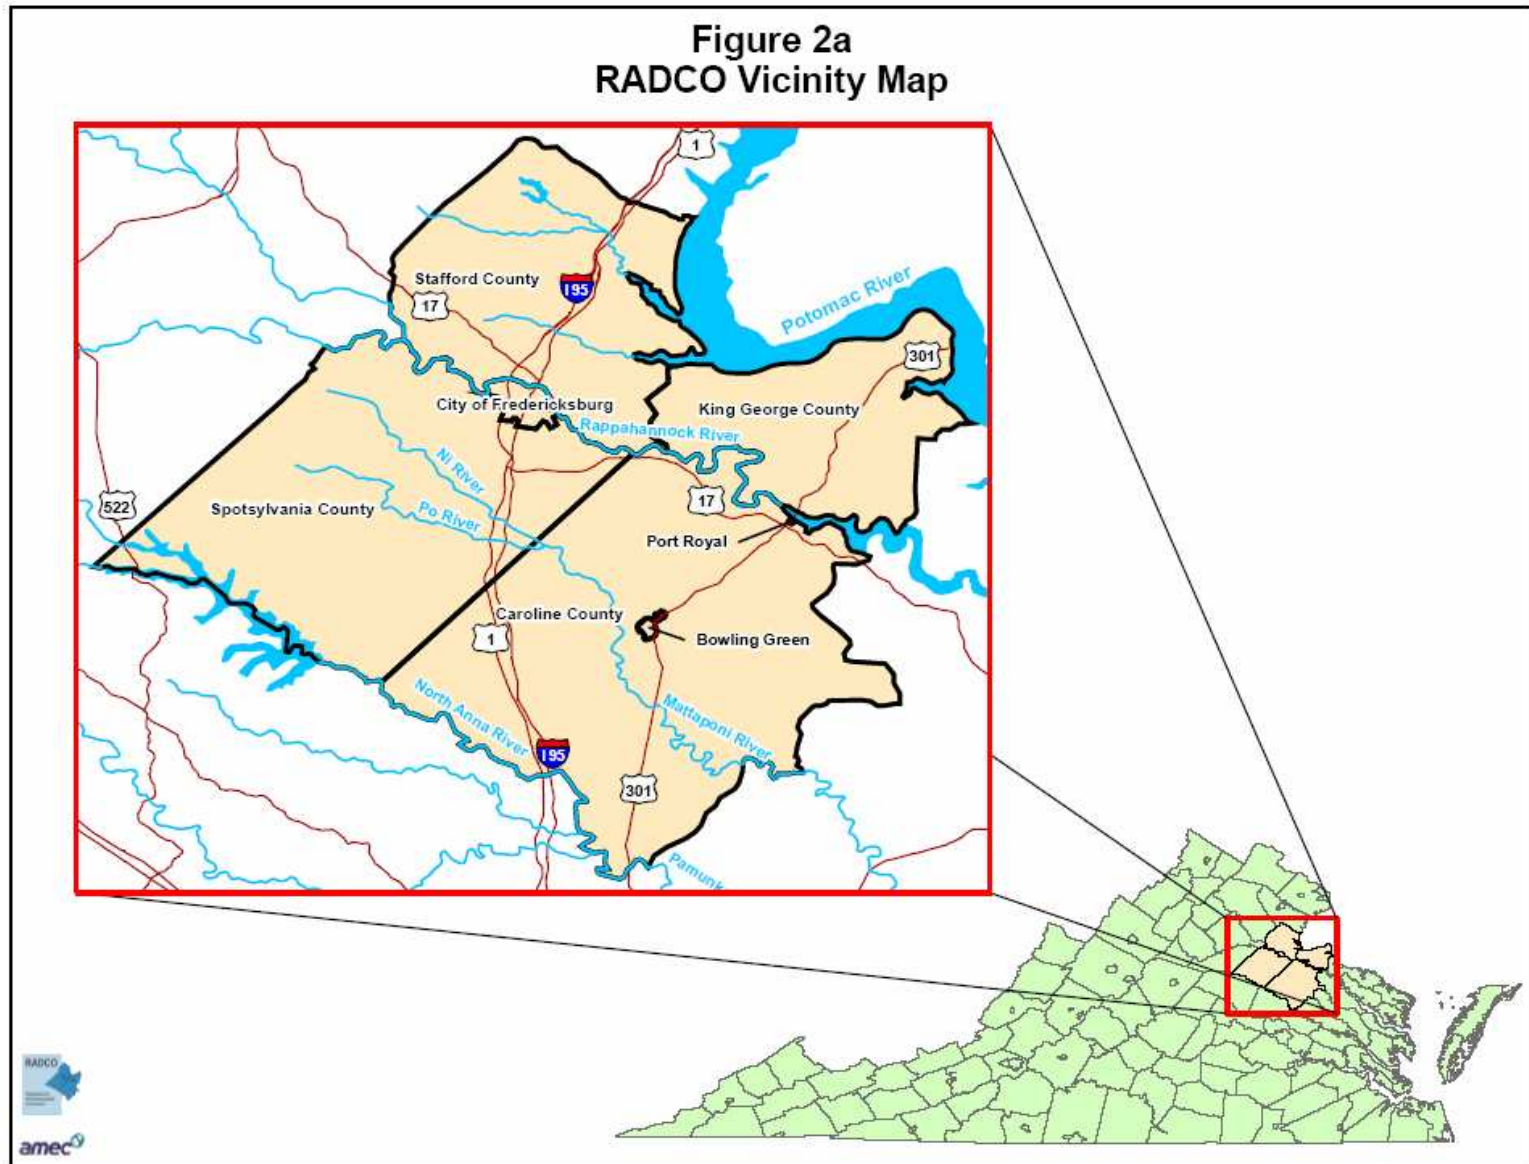 Figure 2a
RADCO Vicinity Map
1
Stafford County
195
17
Potomac River
301
City of Fredericksburg
King George County
Rappahannock River
Ni River
522
Spotsylvania County
Po River
17
Port Royal
Caroline County
1
Bowling Green
North Anna River
Mattaponi River
195
301
Pamunk
RADCO
amec